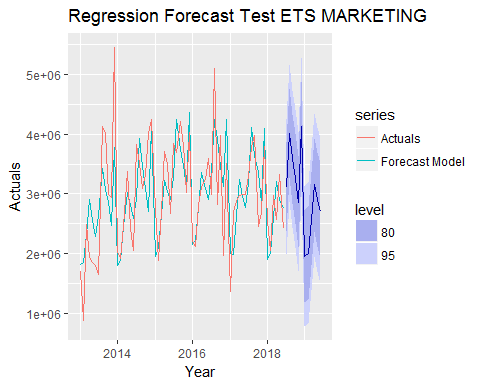 Regression Forecast Test ETS MARKETING
5e+06
4e+06
3e+06
2e+06
1e+06
Actuals
2014
2016
2018
Year
series
Actuals
Forecast Model
level
80
95